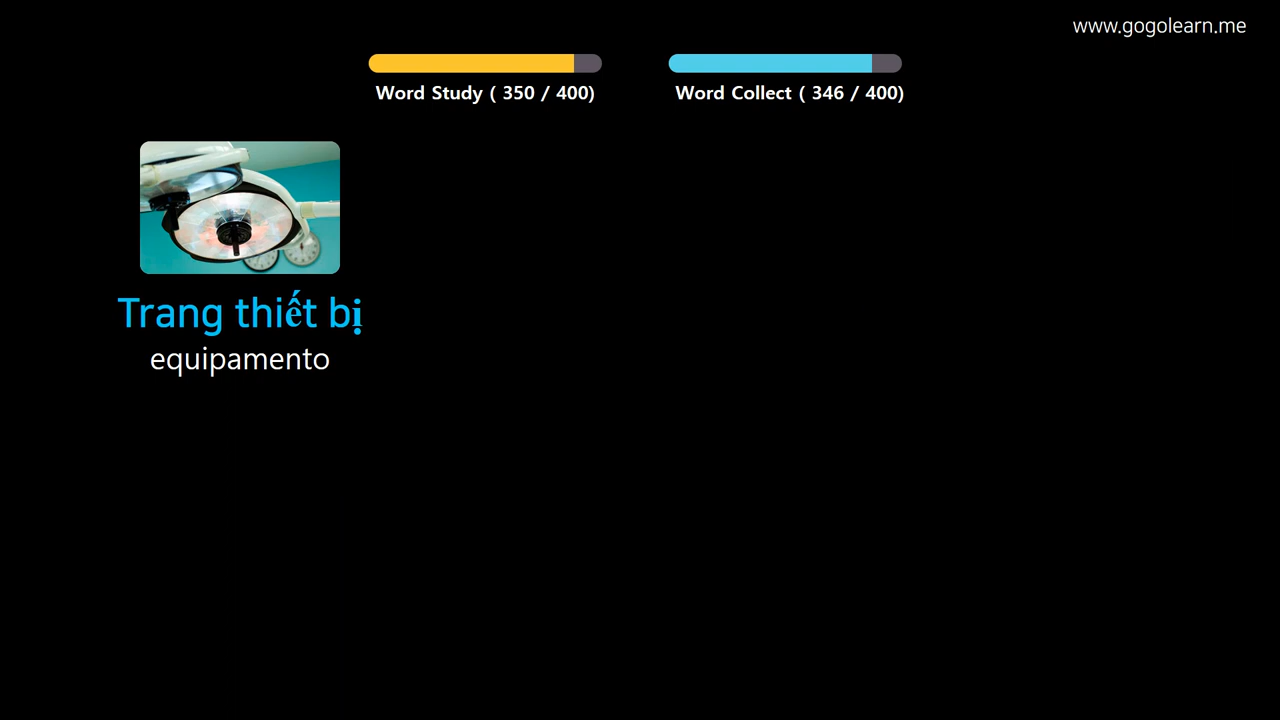 www.gogolearn.me
Word Study ( 350 / 400)
Word Collect ( 346 / 400)
Trang thiết bị
equipamento